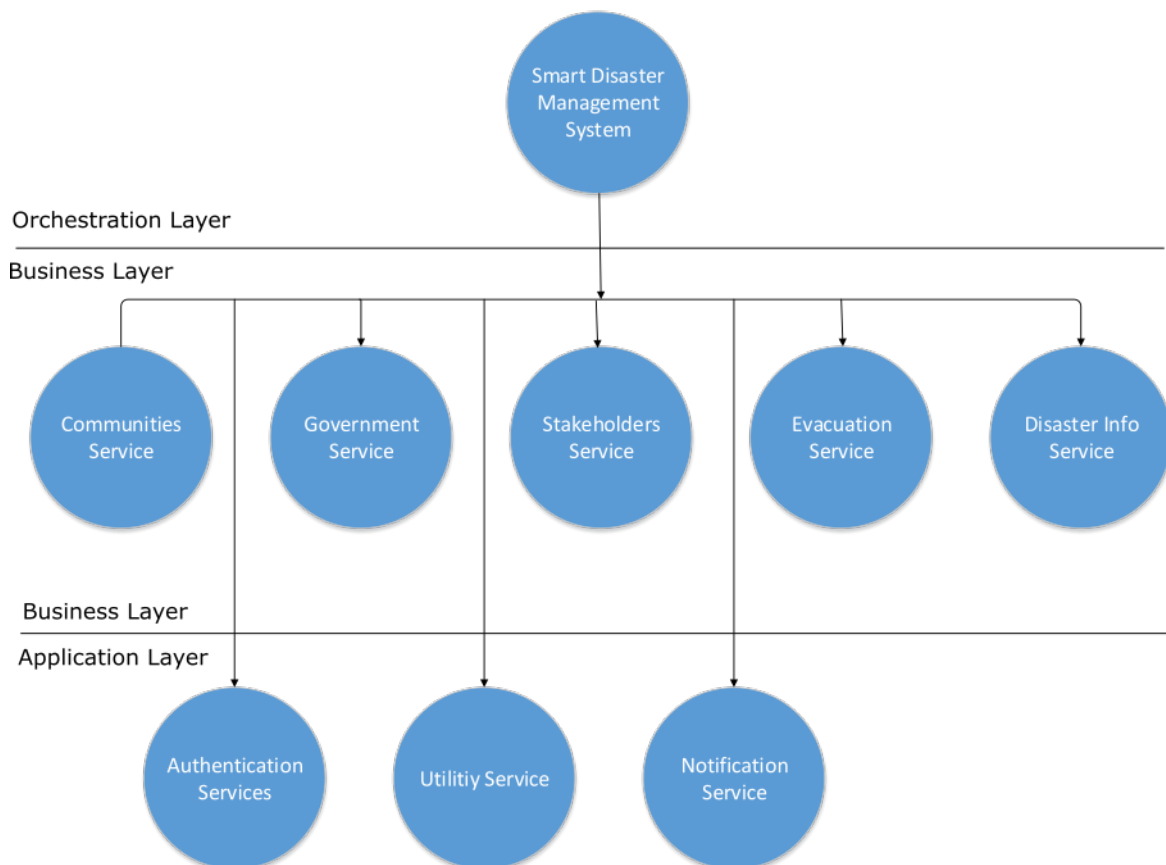 Smart Disaster
Management
System
Orchestration Layer
Business Layer
Communities
Service
Government
Service
Stakeholders
Service
Evacuation
Service
Disaster Info
Service
Business Layer
Application Layer
Authentication
Services
Utilitiy Service
Notification
Service